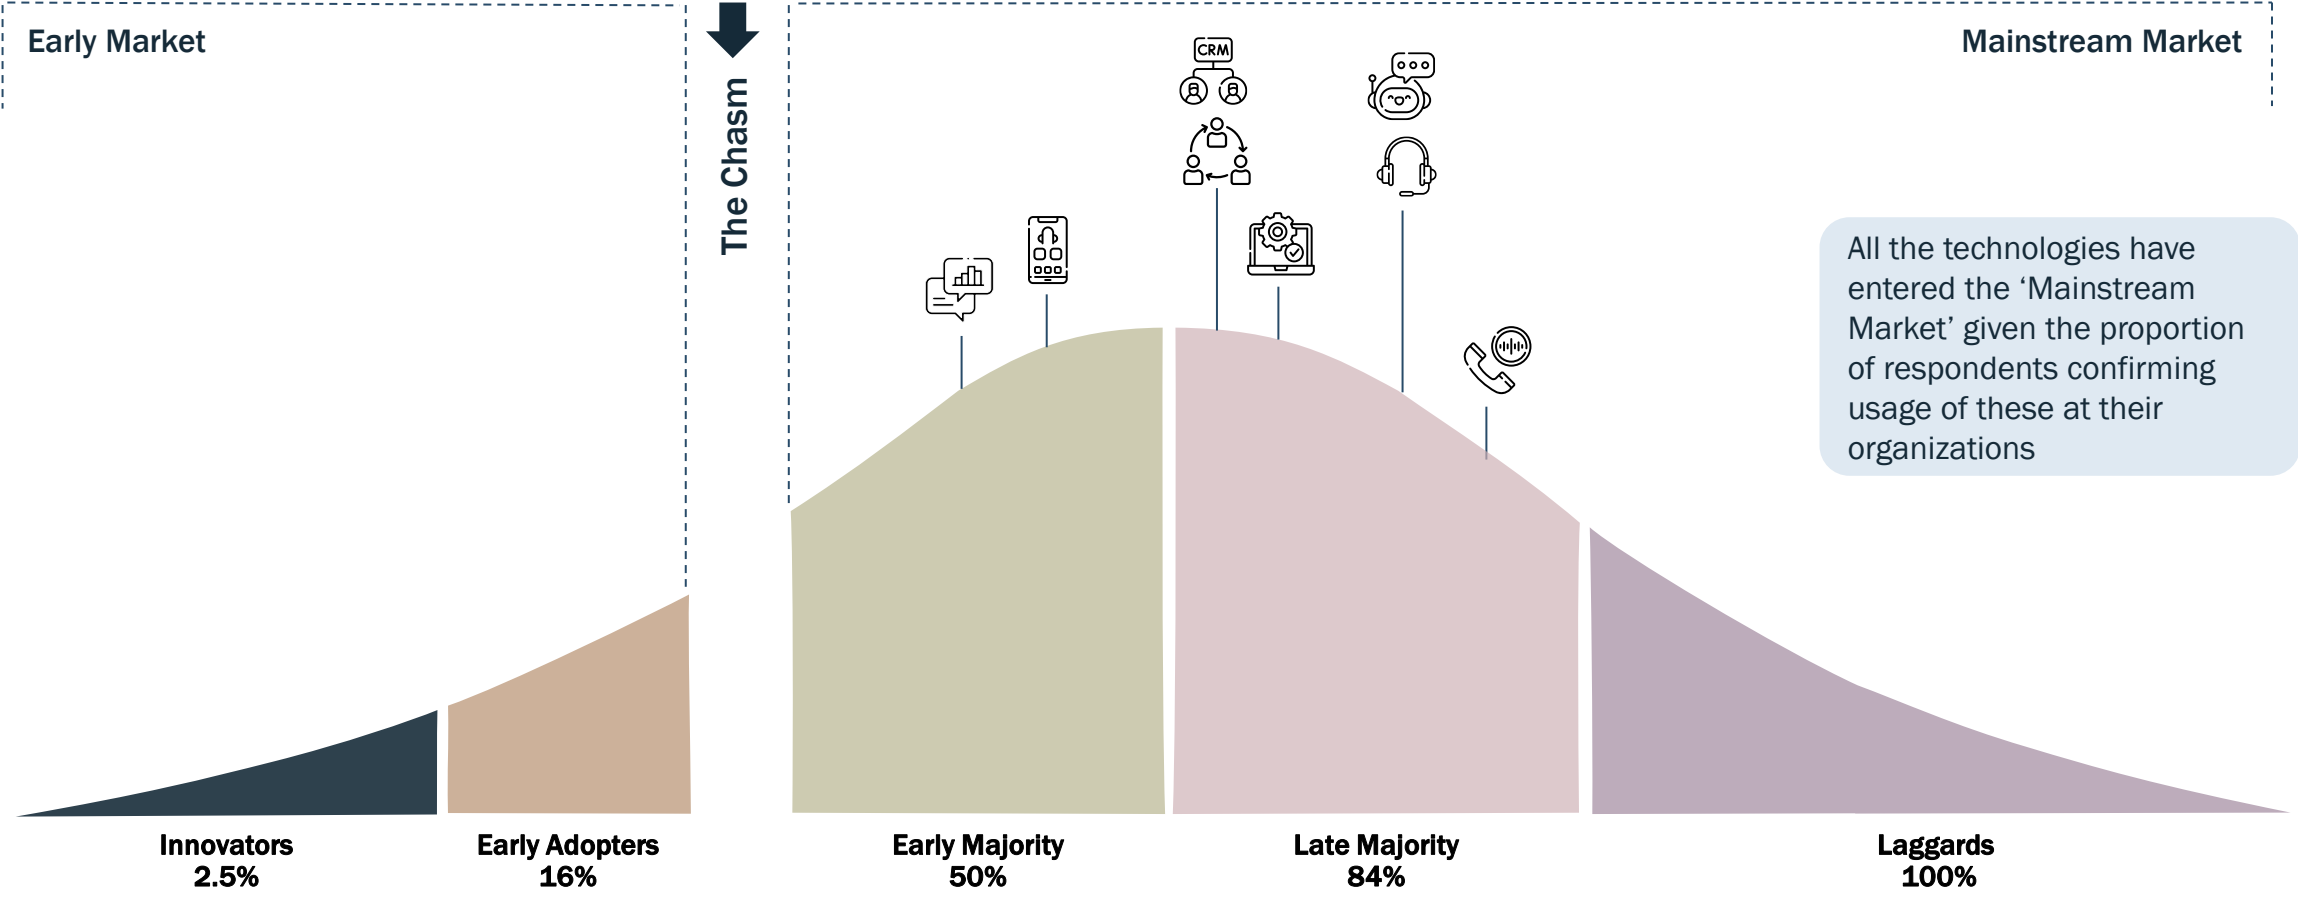 Early Market
The Chasm
Mainstream Market
CRM
All the technologies have
entered the ‘Mainstream
Market’ given the proportion
of respondents confirming
usage of these at their
organizations
Innovators
2.5%
Early Adopters
16%
Early Majority
50%
Late Majority
84%
Laggards
100%